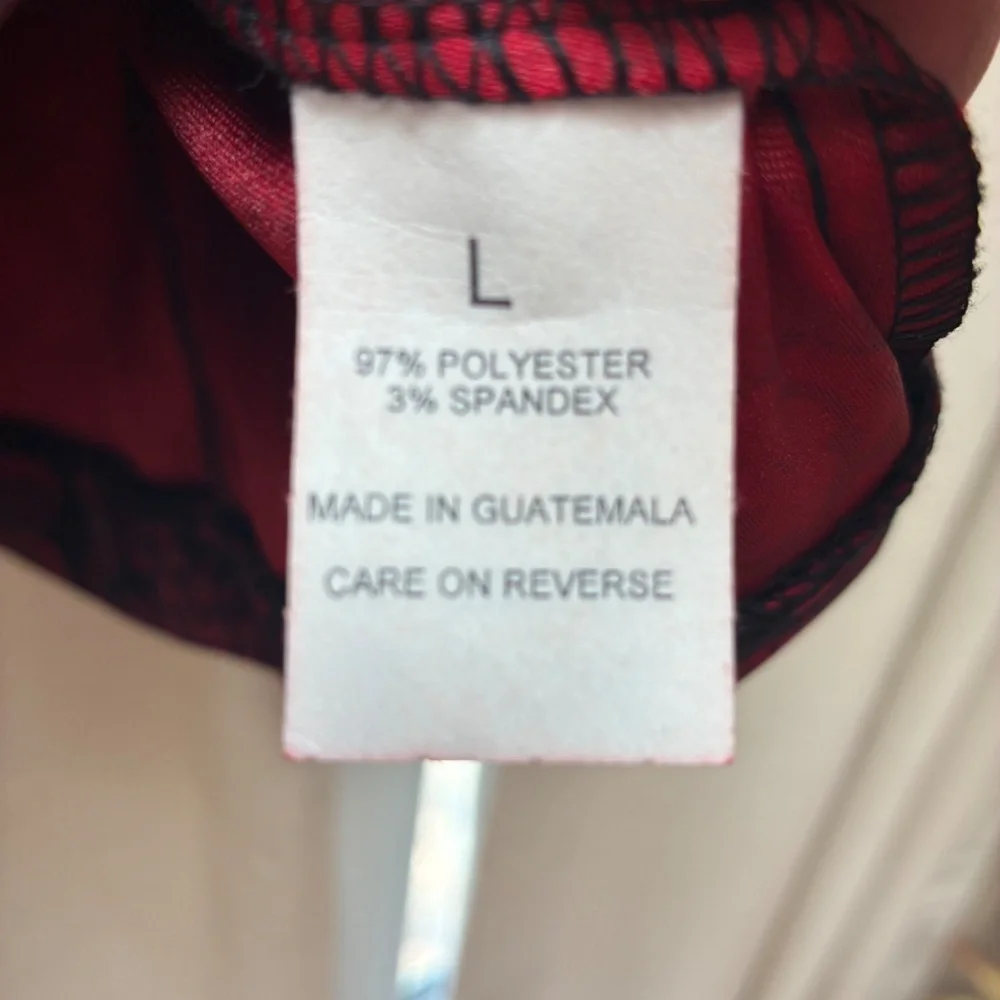 L
97% POLYESTER
3% SPANDEX
MADE IN GUATEMALA
CARE ON REVERSE